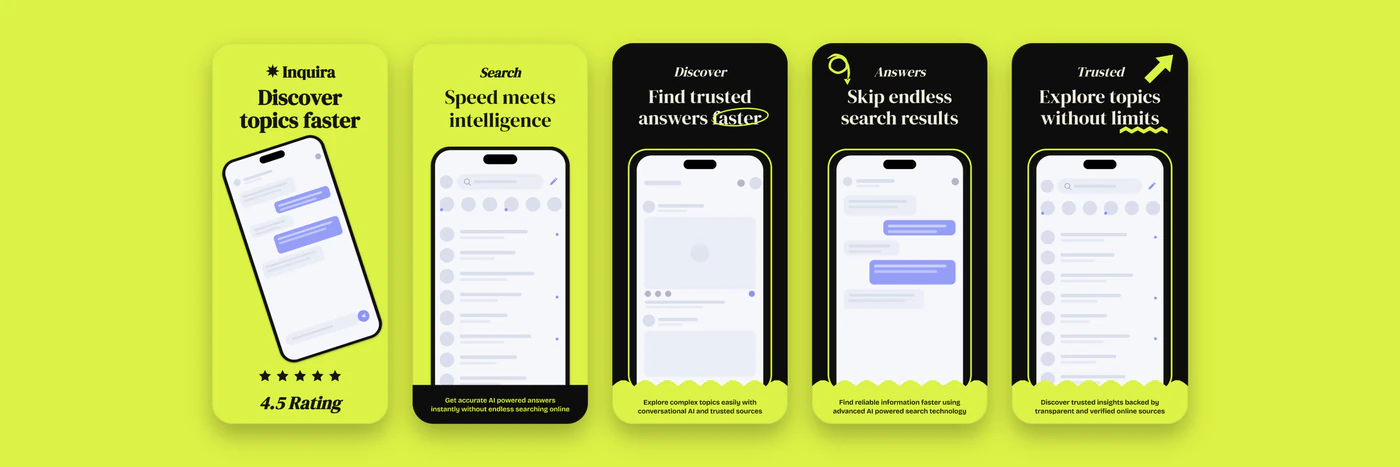 Inquira
Discover
topics faster
4.5 Rating
Search
Speed meets
intelligence
Get accurate AI powered answers
instantly without endless searching online
Discover
Find trusted
answers faster
Explore complex topics easily with
conversational AI and trusted sources
Answers
Skip endless
search results
Find reliable information faster using
advanced AI powered search technology
Trusted
Explore topics
without limits
Discover trusted insights backed by
transparent and verified online sources